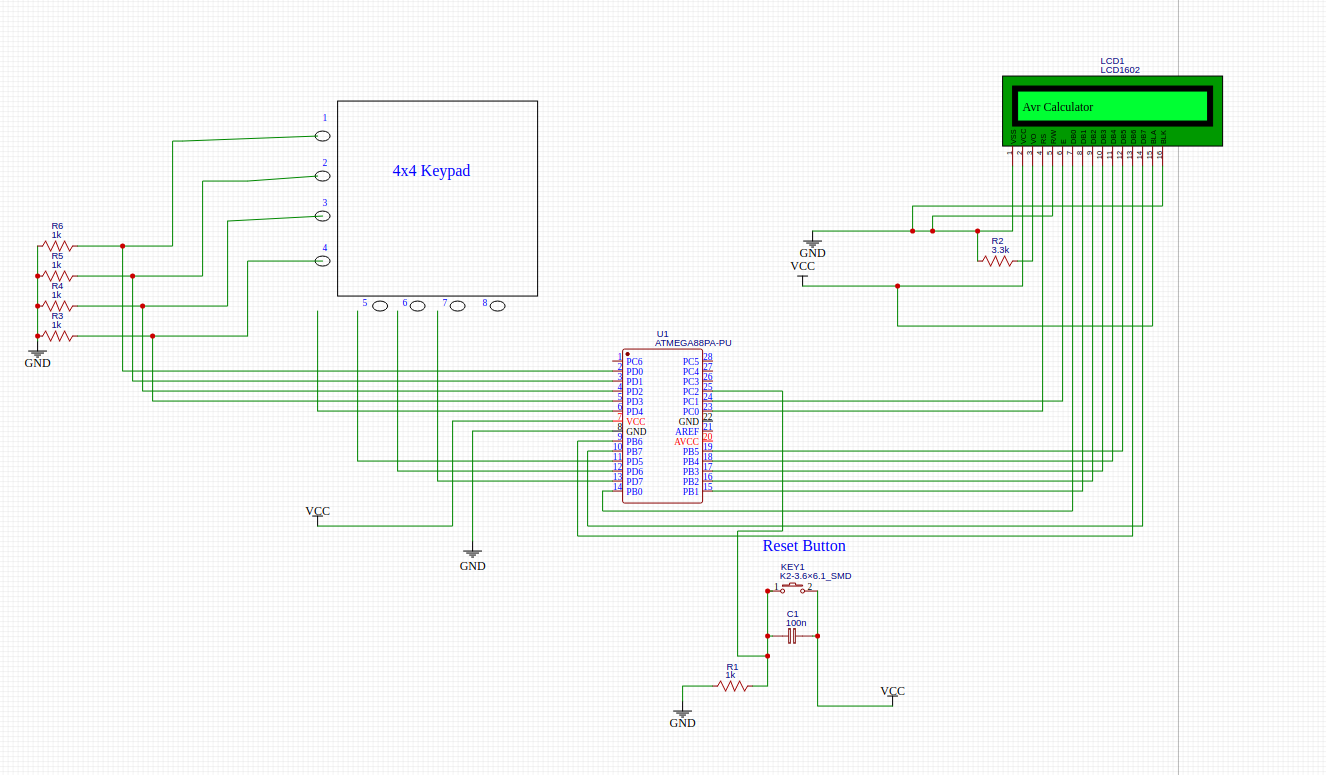 LCD1
LCD1602
Avr Calculator
VSS VCC VO RS R/W E DB0 DB1 DB2 DB3 DB4 DB5 DB6 DB7 BLA BLK
1 2 3 4 5 6 7 8 9 10 11 12 13 14 15 16
1
2
3
4
4x4 Keypad
5 6 7 8
R6
1k
R5
1k
R4
1k
R3
1k
GND
GND
VCC
R2
3.3k
U1
ATMEGA88PA-PU
1 PC6 PC5 28
2 PD0 PC4 27
3 PD1 PC3 26
4 PD2 PC2 25
5 PD3 PC1 24
6 PD4 PC0 23
7 VCC GND 22
8 GND AREF 21
9 PB6 AVCC 20
10 PB7 PB5 19
11 PD5 PB4 18
12 PD6 PB3 17
13 PD7 PB2 16
14 PB0 PB1 15
VCC
GND
Reset Button
KEY1
K2-3.6×6.1_SMD
1 2
C1
100n
R1
1k
GND
VCC